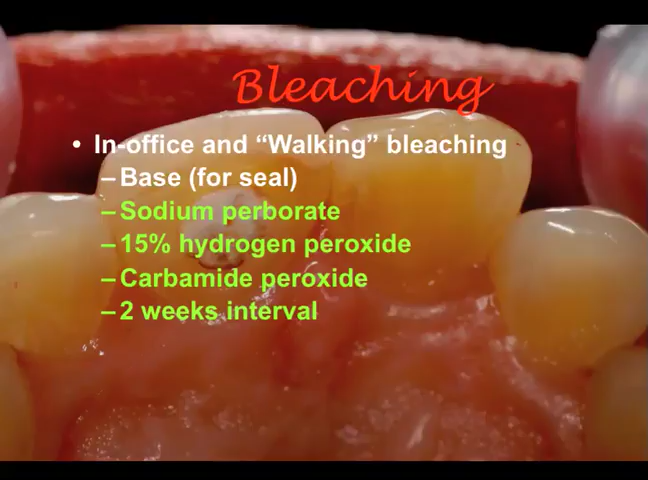 Bleaching
• In-office and “Walking” bleaching
–Base (for seal)
–Sodium perborate
–15% hydrogen peroxide
–Carbamide peroxide
–2 weeks interval